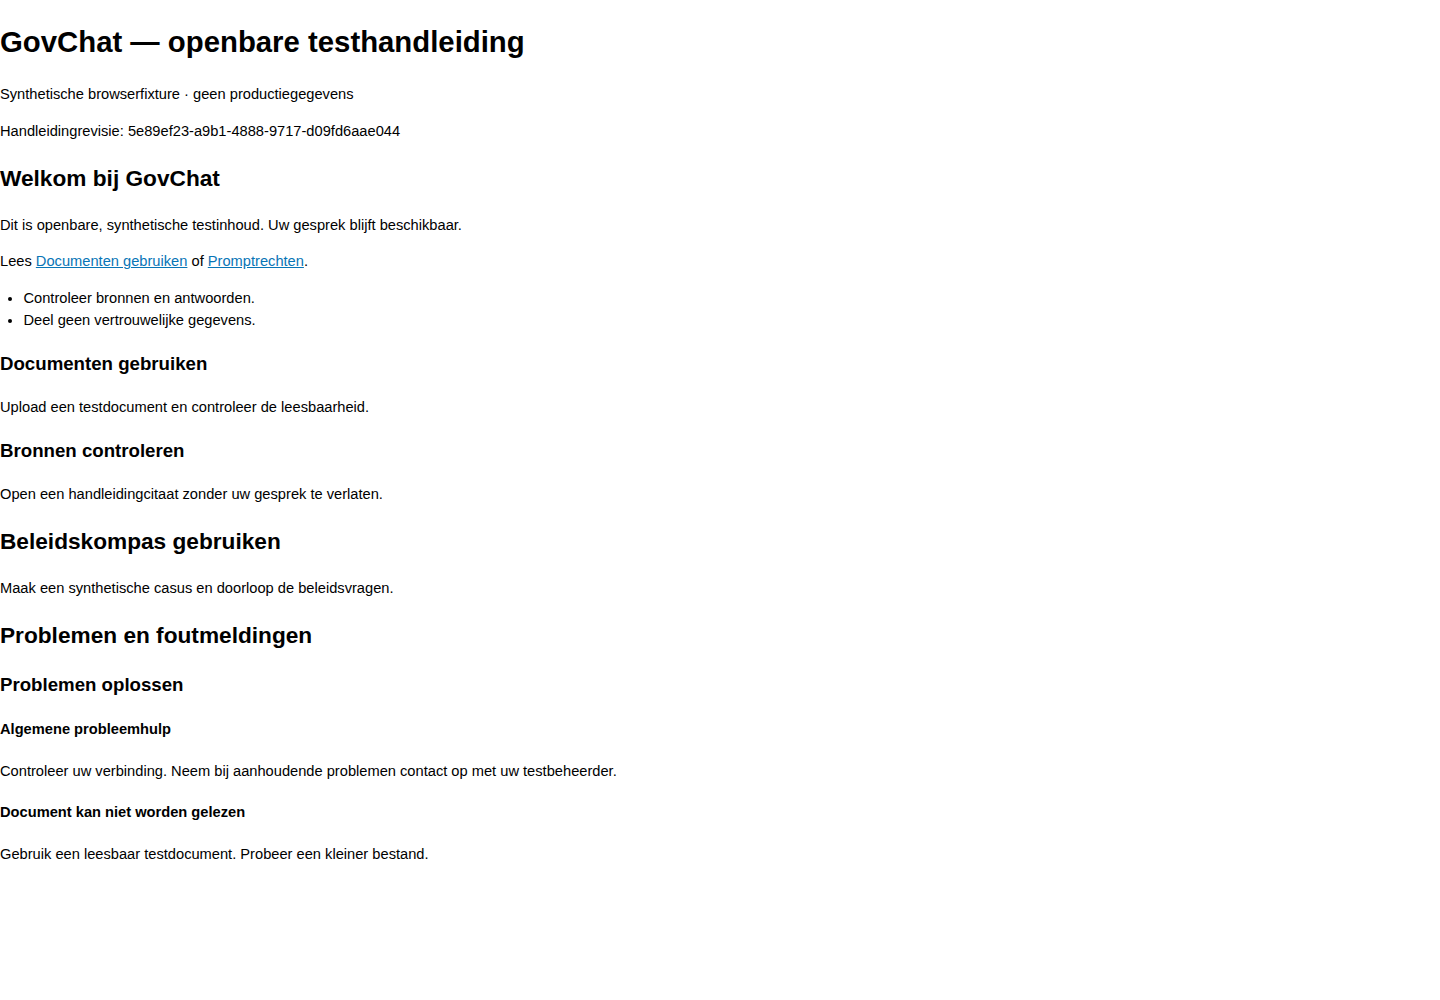 GovChat — openbare testhandleiding
Synthetische browserfixture · geen productiegegevens
Handleidingrevisie: 5e89ef23-a9b1-4888-9717-d09fd6aae044
Welkom bij GovChat
Dit is openbare, synthetische testinhoud. Uw gesprek blijft beschikbaar.
Lees Documenten gebruiken of Promptrechten.
• Controleer bronnen en antwoorden.
• Deel geen vertrouwelijke gegevens.
Documenten gebruiken
Upload een testdocument en controleer de leesbaarheid.
Bronnen controleren
Open een handleidingcitaat zonder uw gesprek te verlaten.
Beleidskompas gebruiken
Maak een synthetische casus en doorloop de beleidsvragen.
Problemen en foutmeldingen
Problemen oplossen
Algemene probleemhulp
Controleer uw verbinding. Neem bij aanhoudende problemen contact op met uw testbeheerder.
Document kan niet worden gelezen
Gebruik een leesbaar testdocument. Probeer een kleiner bestand.